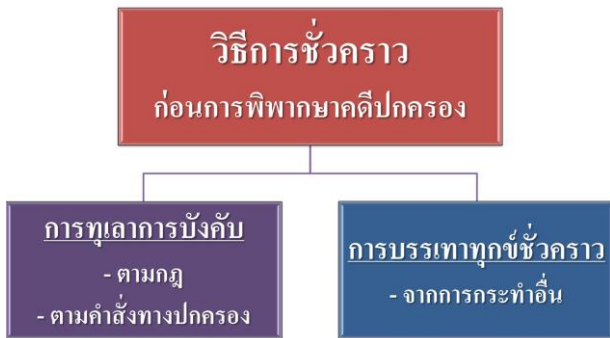 วิธีการชั่วคราว
ก่อนการพิพากษาคดีปกครอง
การทุเลาการบังคับ
- ตามกฎ
- ตามคำสั่งทางปกครอง
การบรรเทาทุกข์ชั่วคราว
- จากการกระทำอื่น